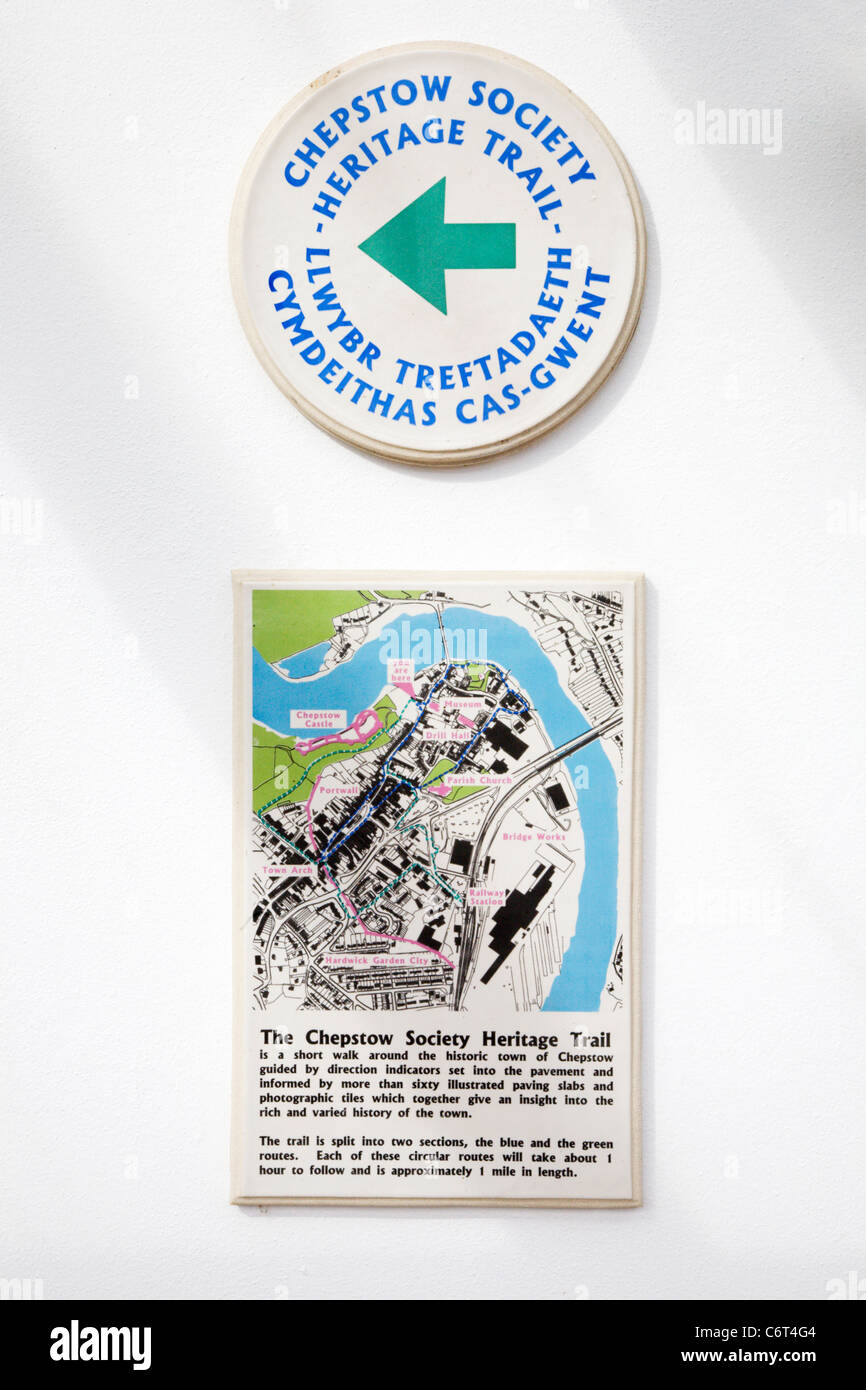 CHEPSTOW SOCIETY
- HERITAGE TRAIL -
LLWYBR TREFTADAETH
CYMDEITHAS CAS-GWENT
you
are
here
Museum
Chepstow
Castle
Drill Hall
Parish Church
Portwall
Bridge Works
Town Arch
Railway
Station
Hardwick Garden City
The Chepstow Society Heritage Trail
is a short walk around the historic town of Chepstow
guided by direction indicators set into the pavement and
informed by more than sixty illustrated paving slabs and
photographic tiles which together give an insight into the
rich and varied history of the town.
The trail is split into two sections, the blue and the green
routes. Each of these circular routes will take about 1
hour to follow and is approximately 1 mile in length.
alamy
Image ID: C6T4G4
www.alamy.com